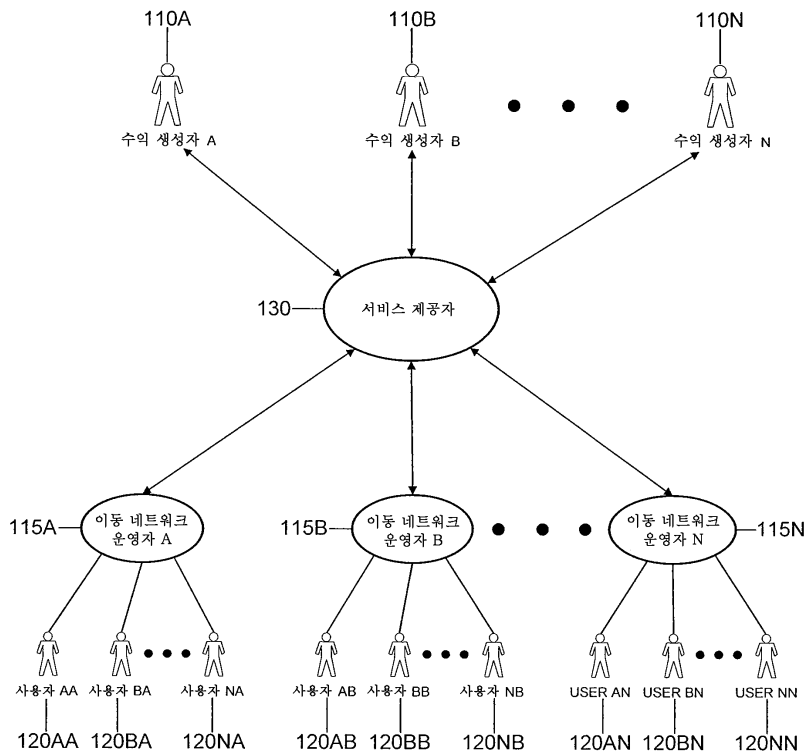 110A
110B
110N
수익 생성자 A
수익 생성자 B
수익 생성자 N
130
서비스 제공자
115A
이동 네트워크
운영자 A
115B
이동 네트워크
운영자 B
이동 네트워크
운영자 N
115N
사용자 AA
사용자 BA
사용자 NA
사용자 AB
사용자 BB
사용자 NB
USER AN
USER BN
USER NN
120AA
120BA
120NA
120AB
120BB
120NB
120AN
120BN
120NN